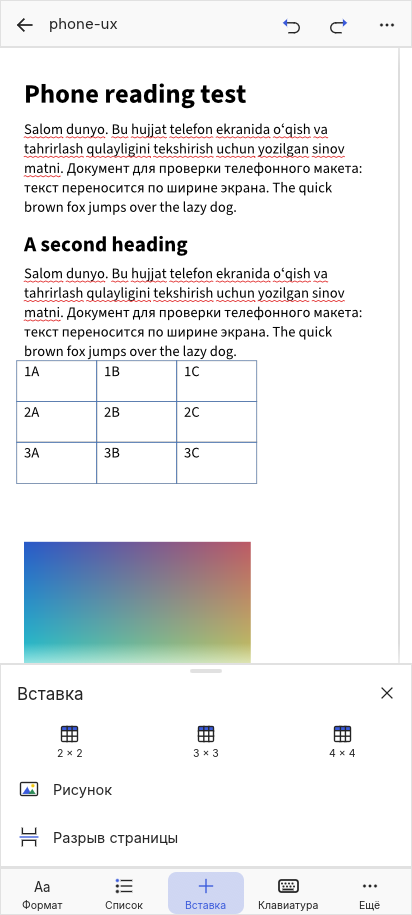 phone-ux
Phone reading test
Salom dunyo. Bu hujjat telefon ekranida oʻqish va
tahrirlash qulayligini tekshirish uchun yozilgan sinov
matni. Документ для проверки телефонного макета:
текст переносится по ширине экрана. The quick
brown fox jumps over the lazy dog.
A second heading
Salom dunyo. Bu hujjat telefon ekranida oʻqish va
tahrirlash qulayligini tekshirish uchun yozilgan sinov
matni. Документ для проверки телефонного макета:
текст переносится по ширине экрана. The quick
brown fox jumps over the lazy dog.
1A 1B 1C
2A 2B 2C
3A 3B 3C
Вставка
2 × 2 3 × 3 4 × 4
Рисунок
Разрыв страницы
Aa
Формат Список Вставка Клавиатура Ещё